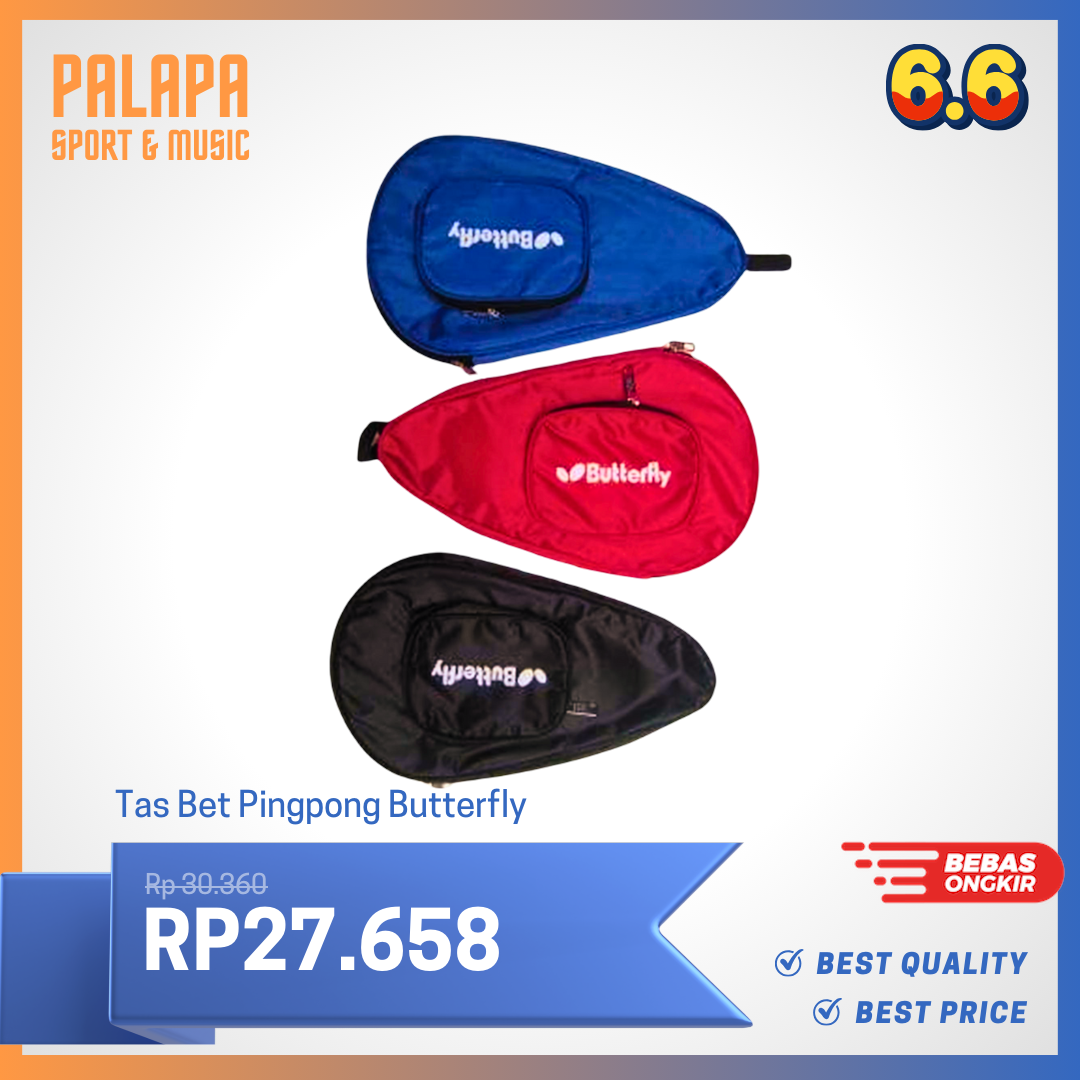 PALAPA
SPORT & MUSIC
6.6
Butterfly
Butterfly
Butterfly
Tas Bet Pingpong Butterfly
Rp 30.360
RP27.658
BEBAS
ONGKIR
BEST QUALITY
BEST PRICE